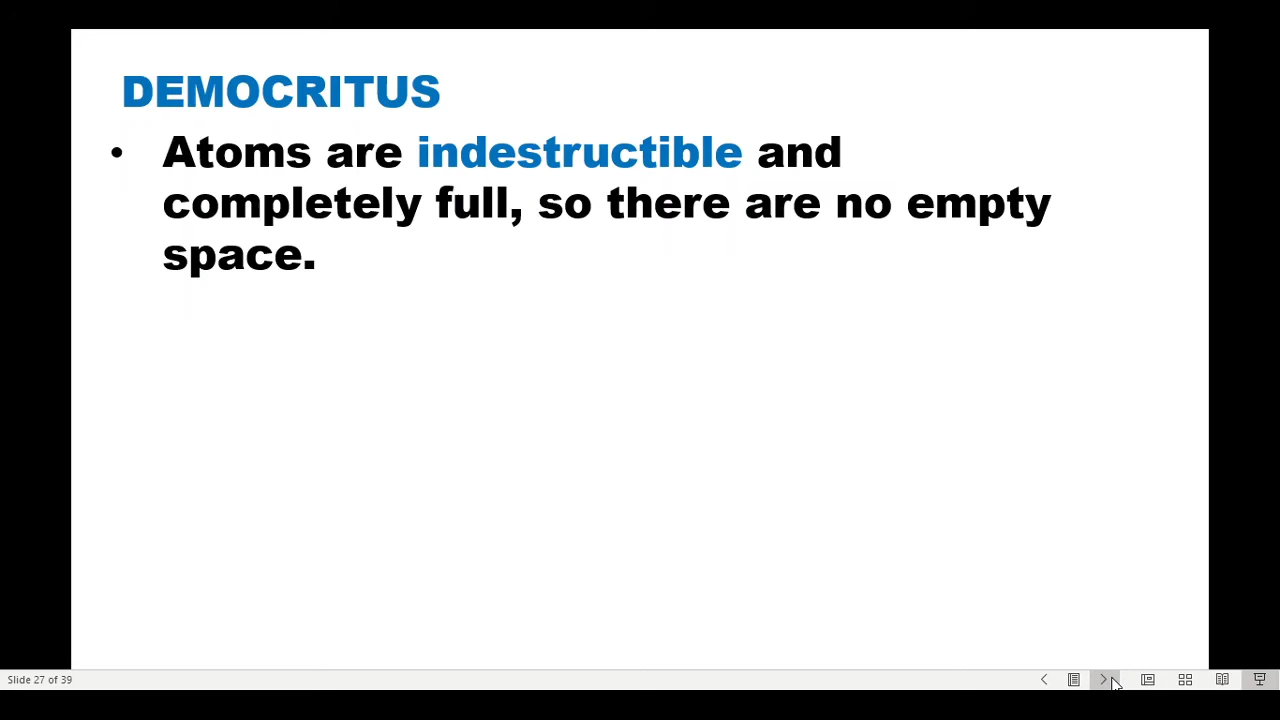 DEMOCRITUS
• Atoms are indestructible and
completely full, so there are no empty
space.
Slide 27 of 39